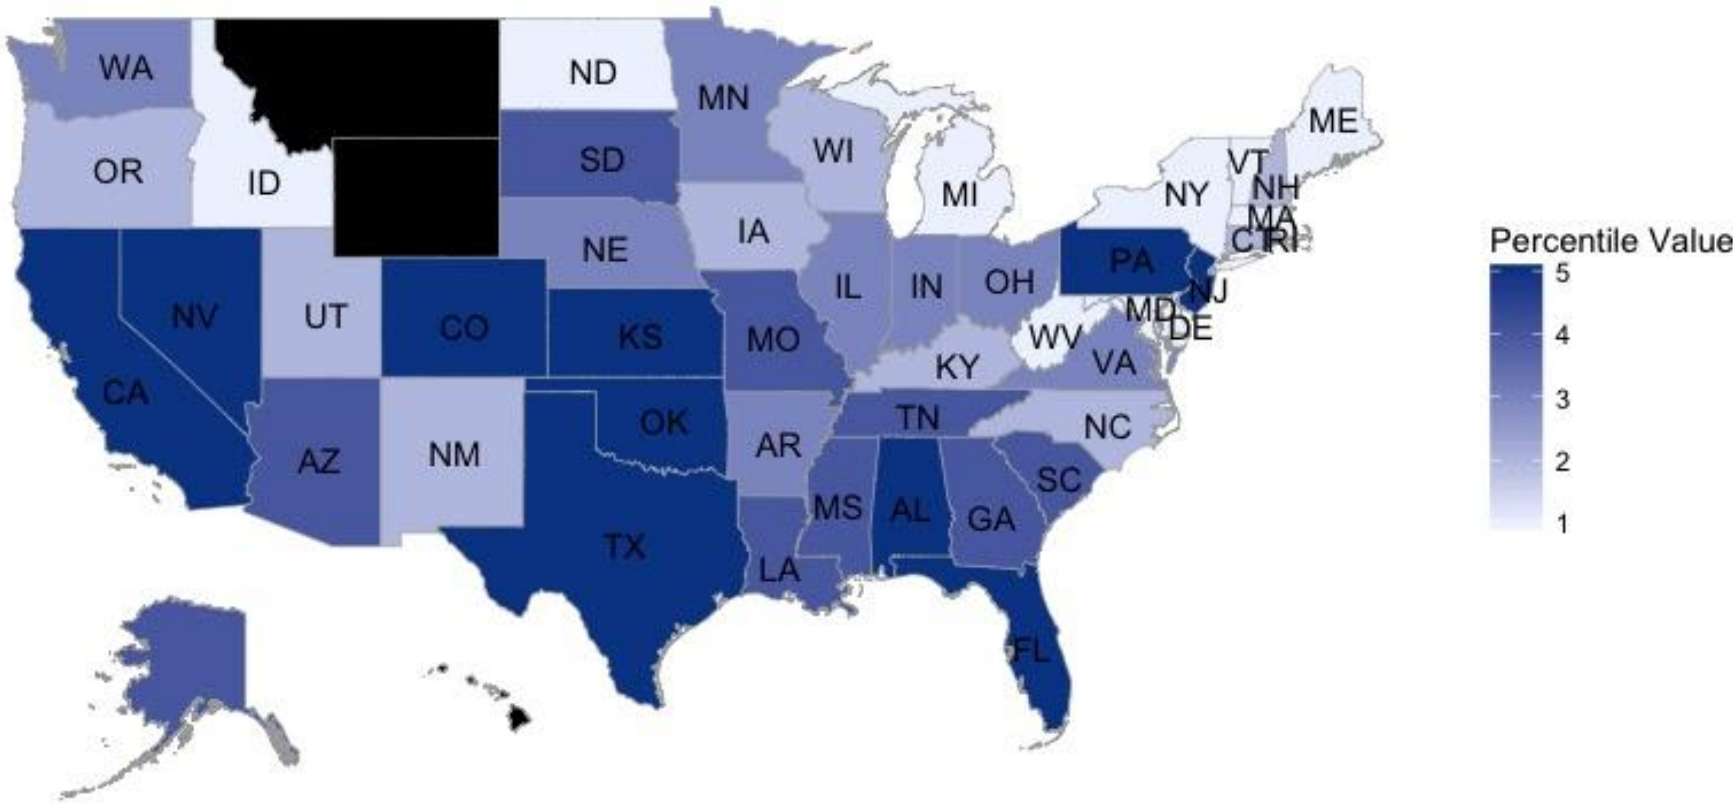 WA
ND
MN
ME
OR
ID
SD
WI
VT
MI
NY
NH
MA
NE
IA
CT
RI
Percentile Value
PA
5
NV
UT
CO
KS
MO
IL
IN
OH
NJ
MD
DE
4
WV
VA
KY
3
CA
AZ
NM
OK
AR
TN
NC
2
SC
MS
AL
GA
1
TX
LA
FL